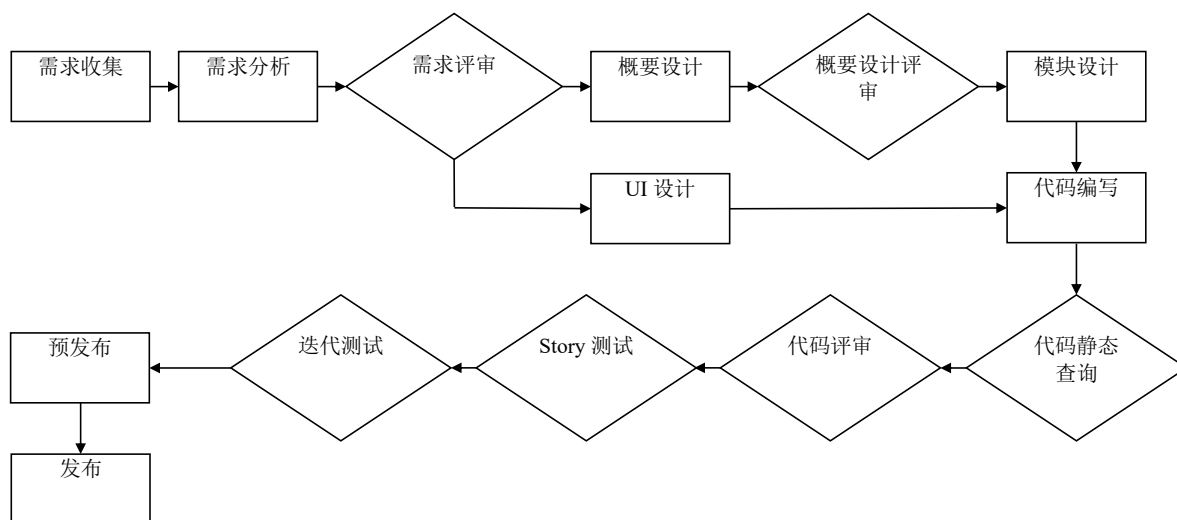 需求收集
需求分析
需求评审
概要设计
概要设计评
审
模块设计
UI 设计
代码编写
预发布
迭代测试
Story 测试
代码评审
代码静态
查询
发布